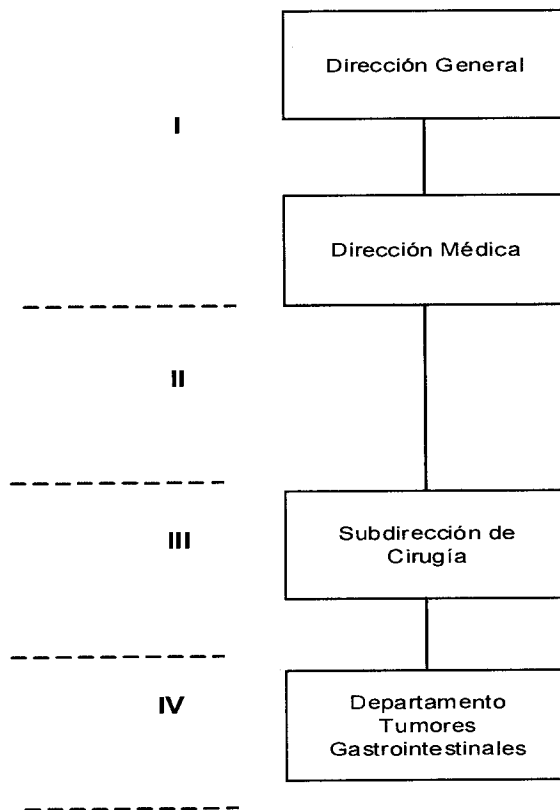 Dirección General
I
Dirección Médica
II
III
Subdirección de
Cirugía
IV
Departamento
Tumores
Gastrointestinales